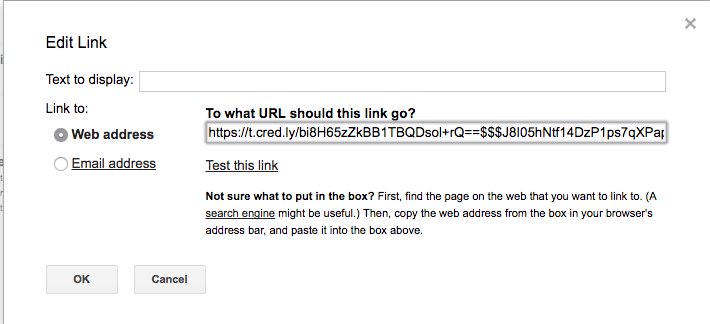 Edit Link
Text to display:
Link to:
To what URL should this link go?
Web address
https://t.cred.ly/bi8H65zZkBB1TBQDsol+rQ==$$$J8l05hNtf14DzP1ps7qXPap
Email address
Test this link
Not sure what to put in the box? First, find the page on the web that you want to link to. (A
search engine might be useful.) Then, copy the web address from the box in your browser's
address bar, and paste it into the box above.
OK
Cancel